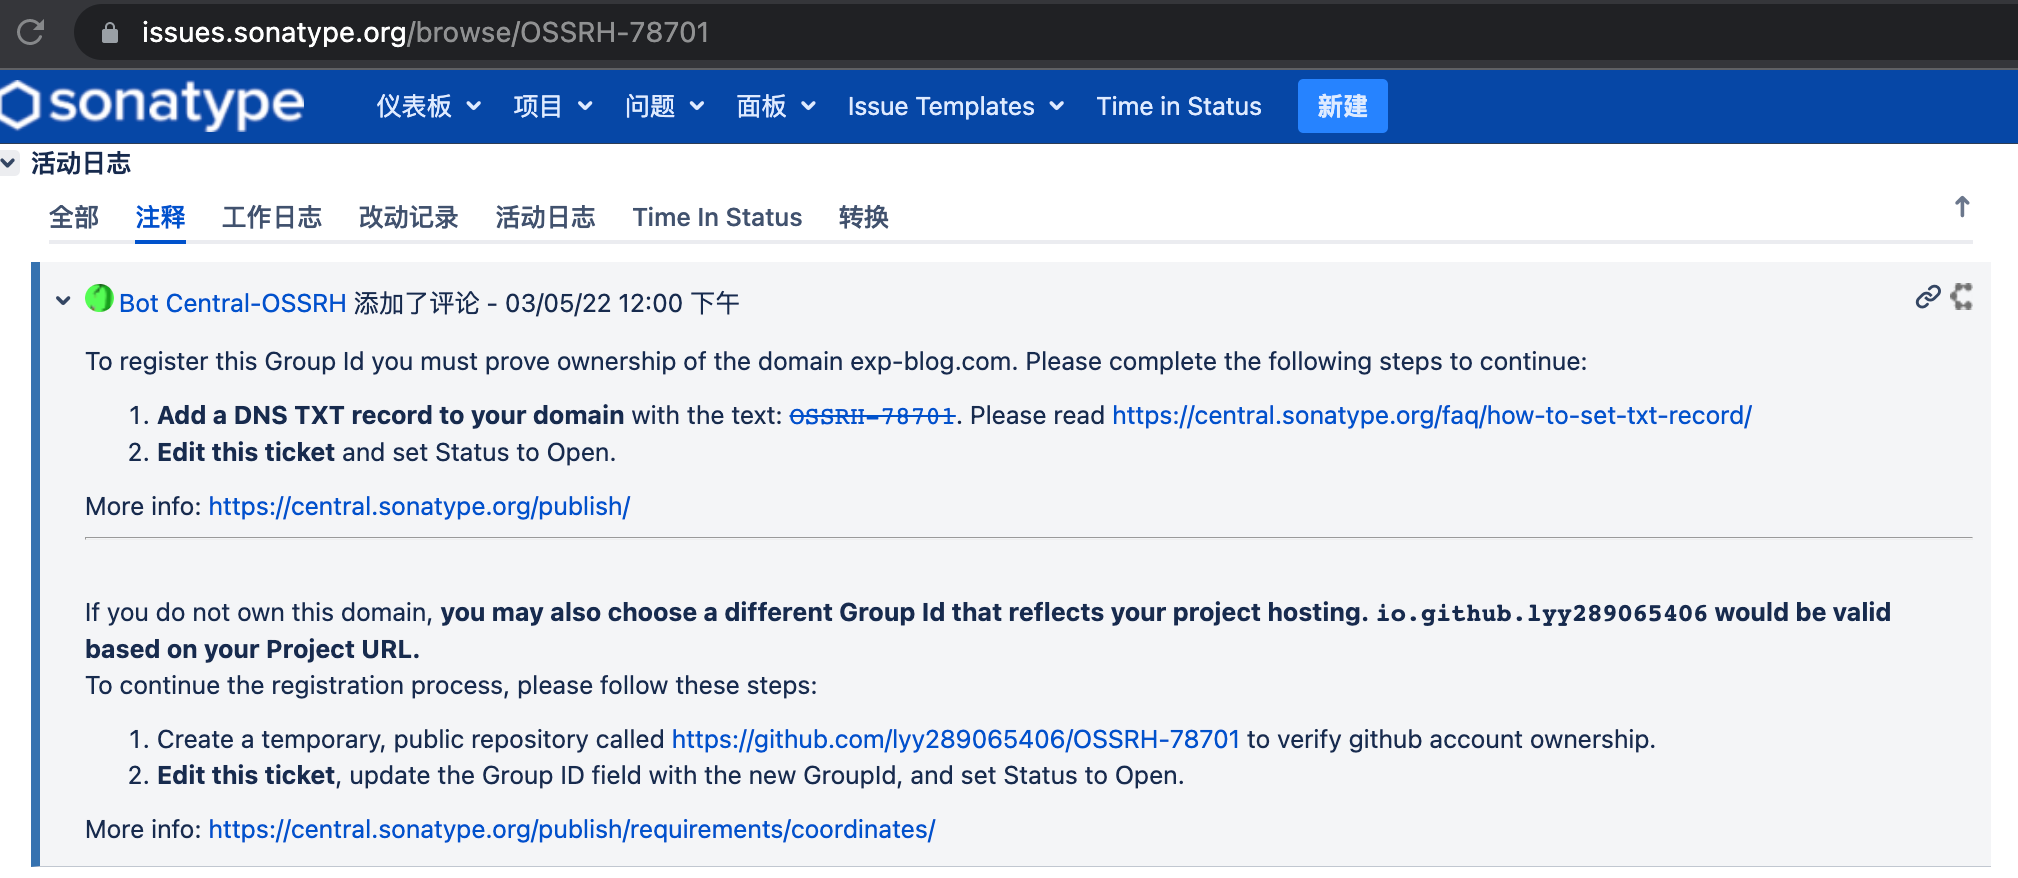 issues.sonatype.org/browse/OSSRH-78701
sonatype 仪表板 项目 问题 面板 Issue Templates Time in Status 新建
活动日志
全部 注释 工作日志 改动记录 活动日志 Time In Status 转换
Bot Central-OSSRH 添加了评论 - 03/05/22 12:00 下午
To register this Group Id you must prove ownership of the domain exp-blog.com. Please complete the following steps to continue:
1. Add a DNS TXT record to your domain with the text: OSSRH-78701. Please read https://central.sonatype.org/faq/how-to-set-txt-record/
2. Edit this ticket and set Status to Open.
More info: https://central.sonatype.org/publish/
If you do not own this domain, you may also choose a different Group Id that reflects your project hosting. io.github.lyy289065406 would be valid
based on your Project URL.
To continue the registration process, please follow these steps:
1. Create a temporary, public repository called https://github.com/lyy289065406/OSSRH-78701 to verify github account ownership.
2. Edit this ticket, update the Group ID field with the new GroupId, and set Status to Open.
More info: https://central.sonatype.org/publish/requirements/coordinates/